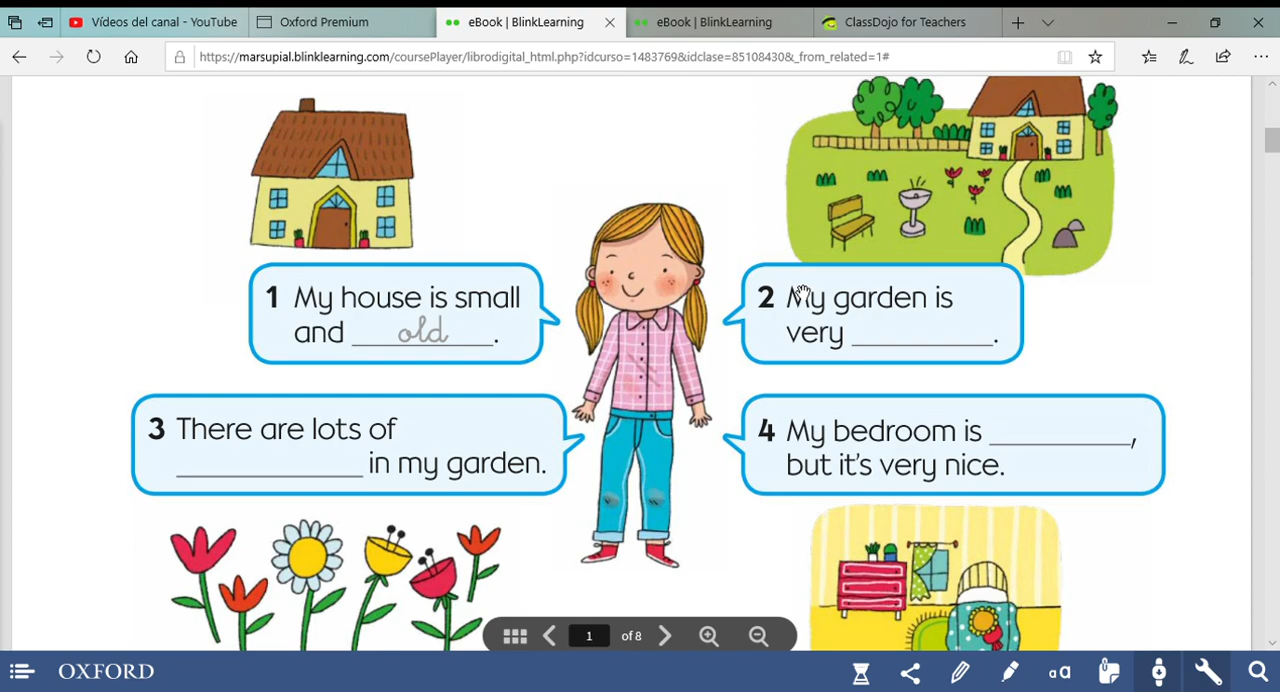 Vídeos del canal - YouTube
Oxford Premium
eBook | BlinkLearning
eBook | BlinkLearning
ClassDojo for Teachers
https://marsupial.blinklearning.com/coursePlayer/librodigital_html.php?idcurso=1483769&idclase=85108430&_from_related=1#
1 My house is small
and old.
2 My garden is
very ___________.
3 There are lots of
______________ in my garden.
4 My bedroom is ___________,
but it's very nice.
1 of 8
OXFORD
aa